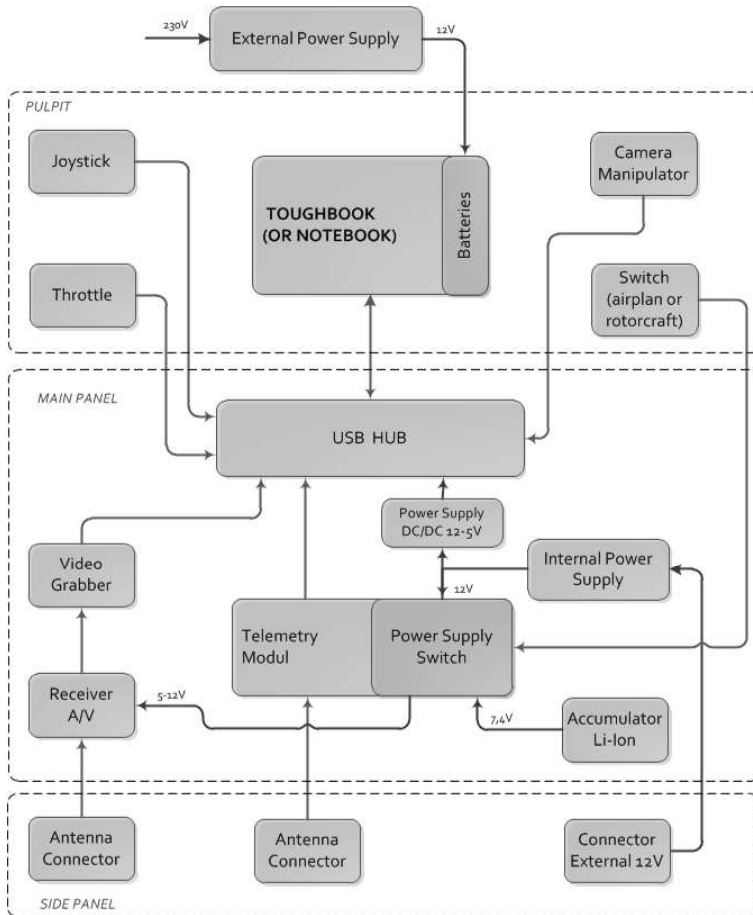 230V
External Power Supply
12V
PULPIT
Joystick
TOUGHBOOK
(OR NOTEBOOK)
Batteries
Camera
Manipulator
Throttle
Switch
(airplan or
rotorcraft)
MAIN PANEL
USB HUB
Power Supply
DC/DC 12-5V
Video
Grabber
Internal Power
Supply
12V
Telemetry
Modul
Power Supply
Switch
Receiver
A/V
5-12V
7,4V
Accumulator
Li-Ion
Antenna
Connector
Antenna
Connector
Connector
External 12V
SIDE PANEL